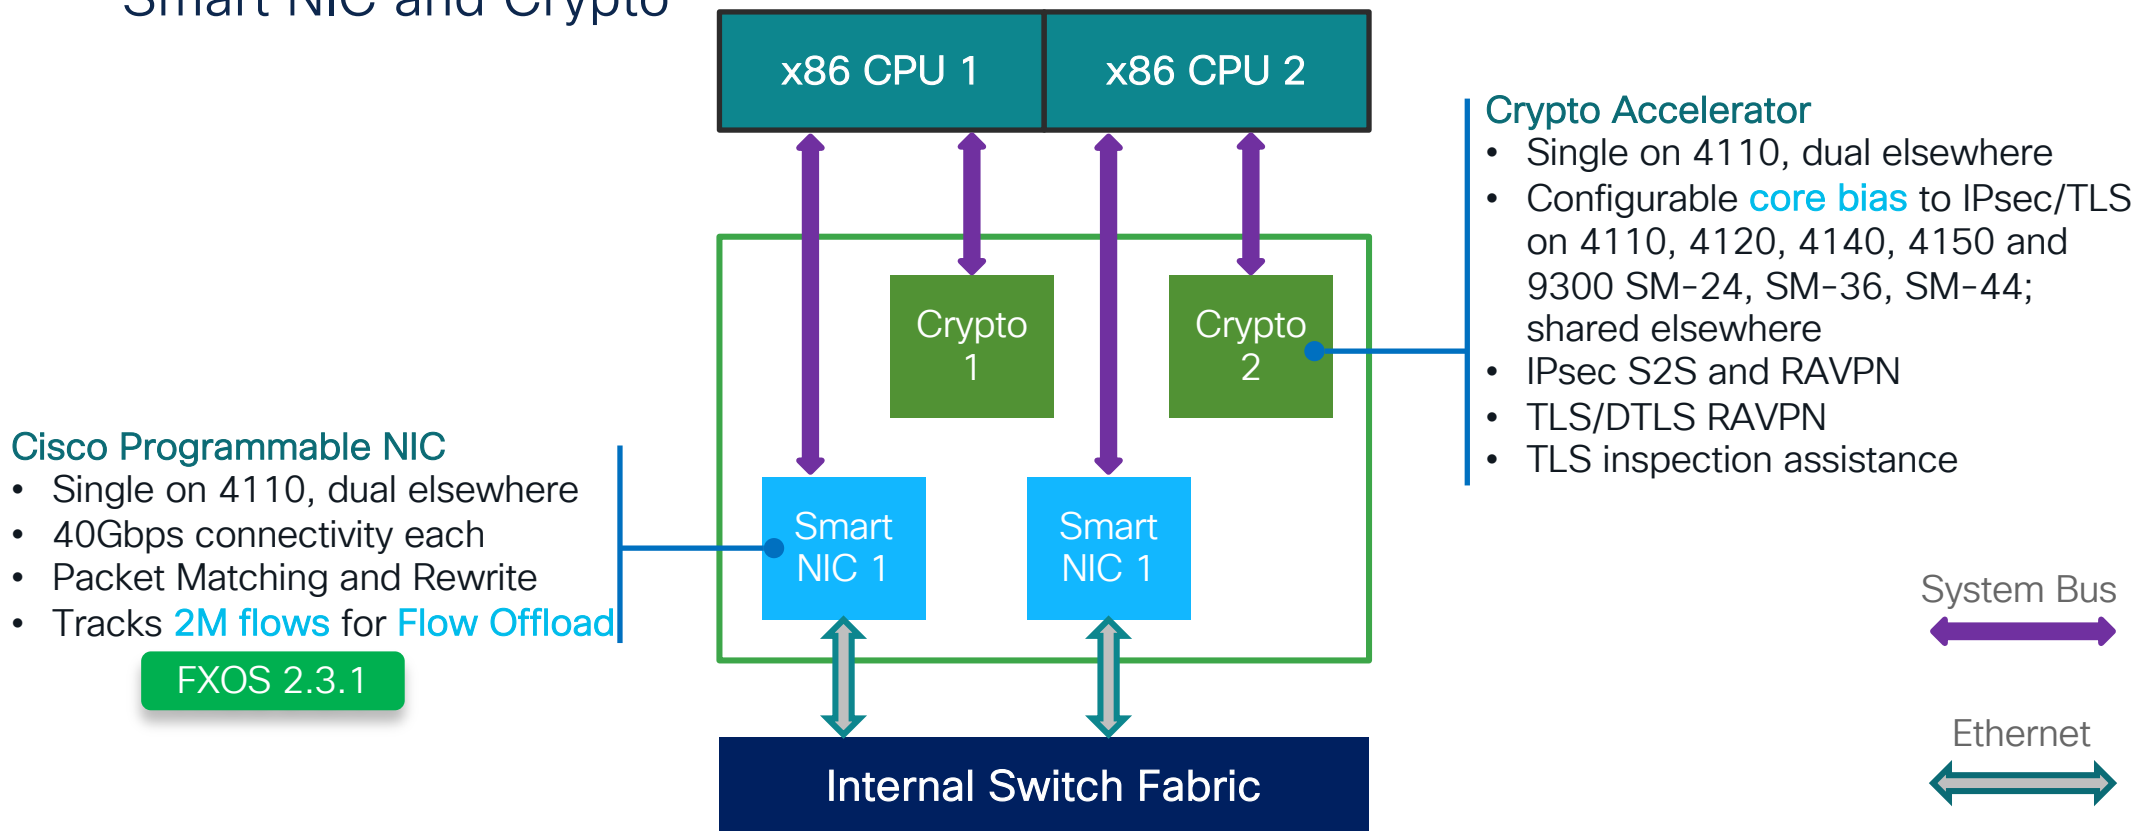 Smart NIC and Crypto
x86 CPU 1
x86 CPU 2
Crypto Accelerator
• Single on 4110, dual elsewhere
• Configurable core bias to IPsec/TLS
on 4110, 4120, 4140, 4150 and
9300 SM-24, SM-36, SM-44;
shared elsewhere
• IPsec S2S and RAVPN
• TLS/DTLS RAVPN
• TLS inspection assistance
Crypto
1
Crypto
2
Cisco Programmable NIC
• Single on 4110, dual elsewhere
• 40Gbps connectivity each
• Packet Matching and Rewrite
• Tracks 2M flows for Flow Offload
FXOS 2.3.1
Smart
NIC 1
Smart
NIC 1
System Bus
Ethernet
Internal Switch Fabric